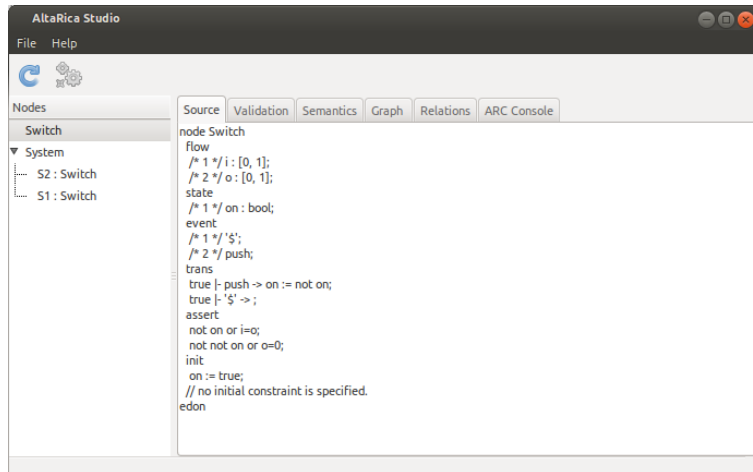 AltaRica Studio
File Help
Nodes
Switch
System
S2 : Switch
S1 : Switch
Source Validation Semantics Graph Relations ARC Console
node Switch
flow
/* 1 */ i : [0, 1];
/* 2 */ o : [0, 1];
state
/* 1 */ on : bool;
event
/* 1 */ '$';
/* 2 */ push;
trans
true |- push -> on := not on;
true |- '$' -> ;
assert
not on or i=o;
not not on or o=0;
init
on := true;
// no initial constraint is specified.
edon